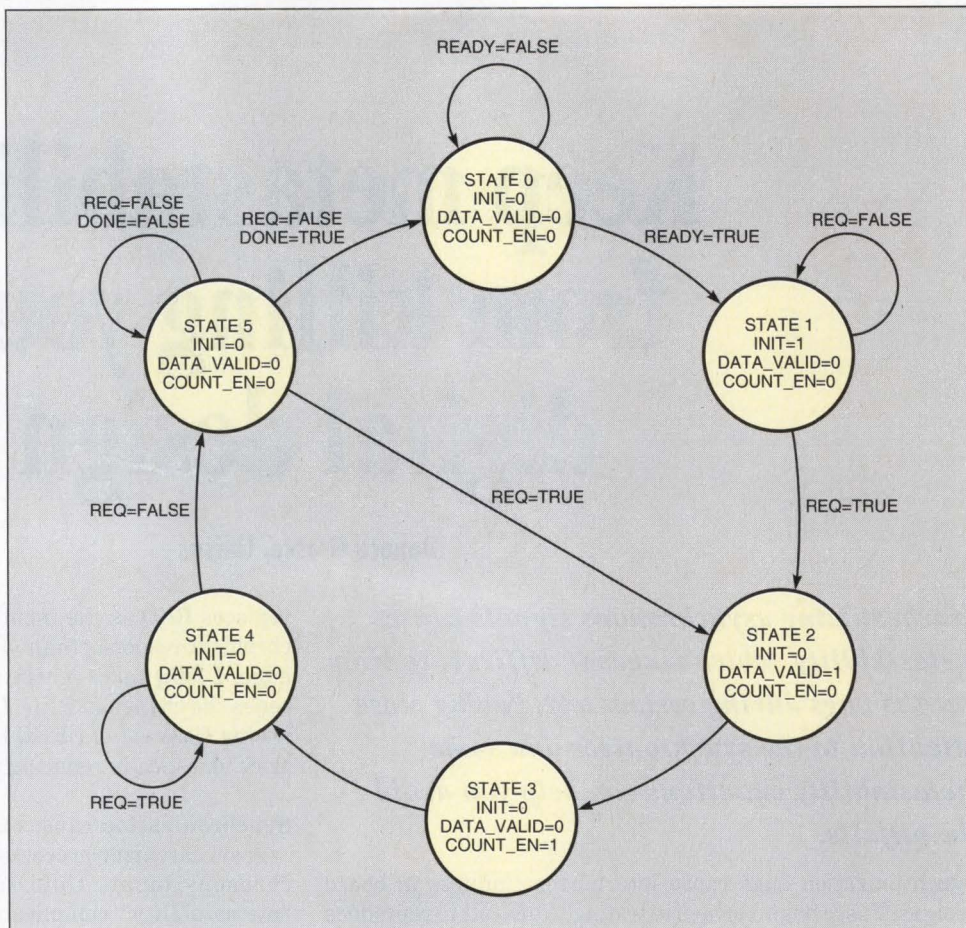 READY=FALSE
STATE 0
INIT=0
DATA_VALID=0
COUNT_EN=0
REQ=FALSE
DONE=FALSE
REQ=FALSE
DONE=TRUE
READY=TRUE
REQ=FALSE
STATE 5
INIT=0
DATA_VALID=0
COUNT_EN=0
STATE 1
INIT=1
DATA_VALID=0
COUNT_EN=0
REQ=FALSE
REQ=TRUE
REQ=TRUE
STATE 4
INIT=0
DATA_VALID=0
COUNT_EN=0
STATE 2
INIT=0
DATA_VALID=1
COUNT_EN=0
REQ=TRUE
STATE 3
INIT=0
DATA_VALID=0
COUNT_EN=1